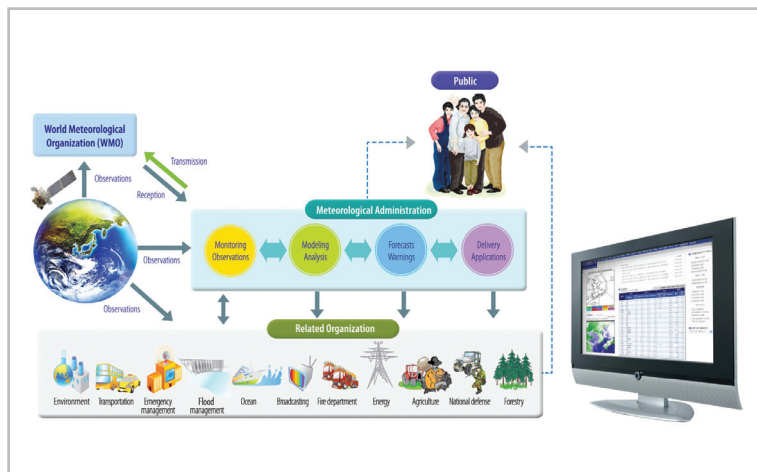 Public
World Meteorological
Organization (WMO)
Transmission
Observations
Reception
Meteorological Administration
Monitoring
Observations
Modeling
Analysis
Forecasts
Warnings
Delivery
Applications
Observations
Observations
Related Organization
Environment
Transportation
Emergency
management
Flood
management
Ocean
Broadcasting
Fire department
Energy
Agriculture
National defense
Forestry